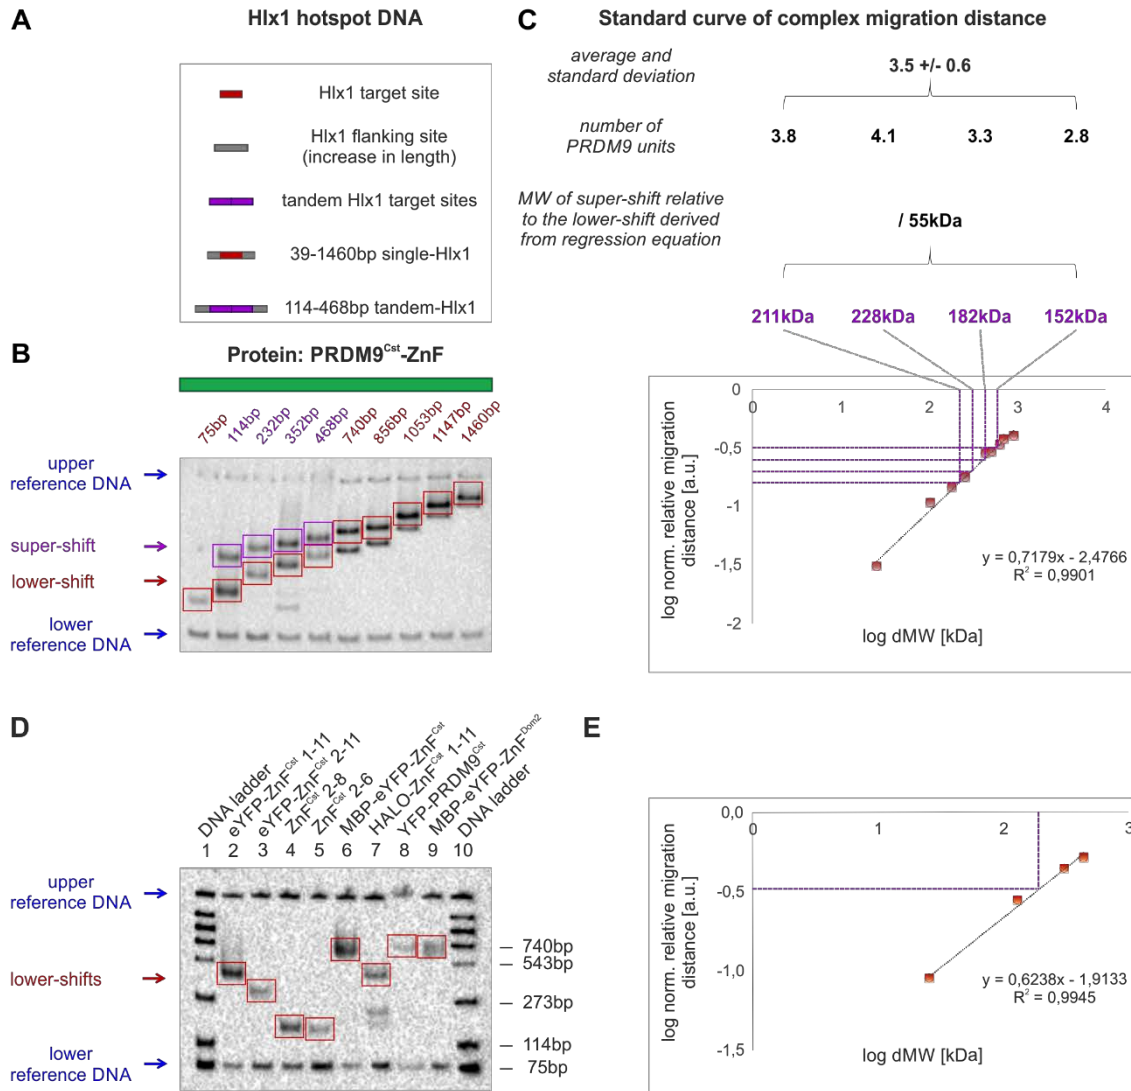 A
Hlx1 hotspot DNA
Hlx1 target site
Hlx1 flanking site
(increase in length)
tandem Hlx1 target sites
39-1460bp single-Hlx1
114-468bp tandem-Hlx1
B
Protein: PRDM9Cst-ZnF
75bp
114bp
232bp
352bp
468bp
740bp
856bp
1053bp
1147bp
1460bp
upper
reference DNA
super-shift
lower-shift
lower
reference DNA
C
Standard curve of complex migration distance
average and
standard deviation
3.5 +/- 0.6
number of
PRDM9 units
3.8 4.1 3.3 2.8
MW of super-shift relative
to the lower-shift derived
from regression equation
/ 55kDa
211kDa 228kDa 182kDa 152kDa
0
0 1 2 3 4
-0,5
-1
-1,5
-2
log norm. relative migration
distance [a.u.]
y = 0,7179x - 2,4766
R2 = 0,9901
log dMW [kDa]
D
DNA ladder
eYFP-ZnFCst 1-11
eYFP-ZnFCst 2-11
ZnFCst 2-8
ZnFCst 2-6
MBP-eYFP-ZnFCst
HALO-ZnFCst 1-11
YFP-PRDM9Cst
MBP-eYFP-ZnFDom2
DNA ladder
1 2 3 4 5 6 7 8 9 10
upper
reference DNA
lower-shifts
lower
reference DNA
740bp
543bp
273bp
114bp
75bp
E
0,0
0 1 2 3
-0,5
-1,0
-1,5
log norm. relative migration
distance [a.u.]
y = 0,6238x - 1,9133
R2 = 0,9945
log dMW [kDa]